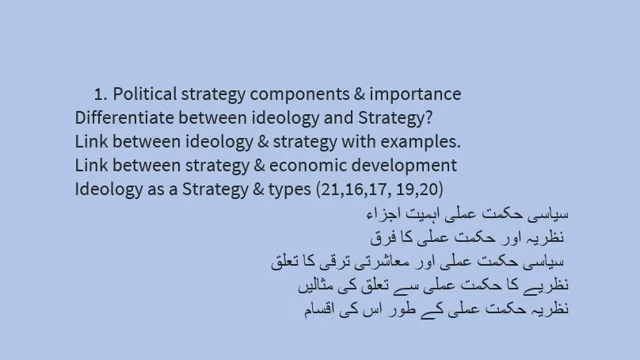 1. Political strategy components & importance
Differentiate between ideology and Strategy?
Link between ideology & strategy with examples.
Link between strategy & economic development
Ideology as a Strategy & types (21,16,17, 19,20)
سیاسی حکمت عملی اہمیت اجزاء
نظریہ اور حکمت عملی کا فرق
سیاسی حکمت عملی اور معاشرتی ترقی کا تعلق
نظریے کا حکمت عملی سے تعلق کی مثالیں
نظریہ حکمت عملی کے طور اس کی اقسام